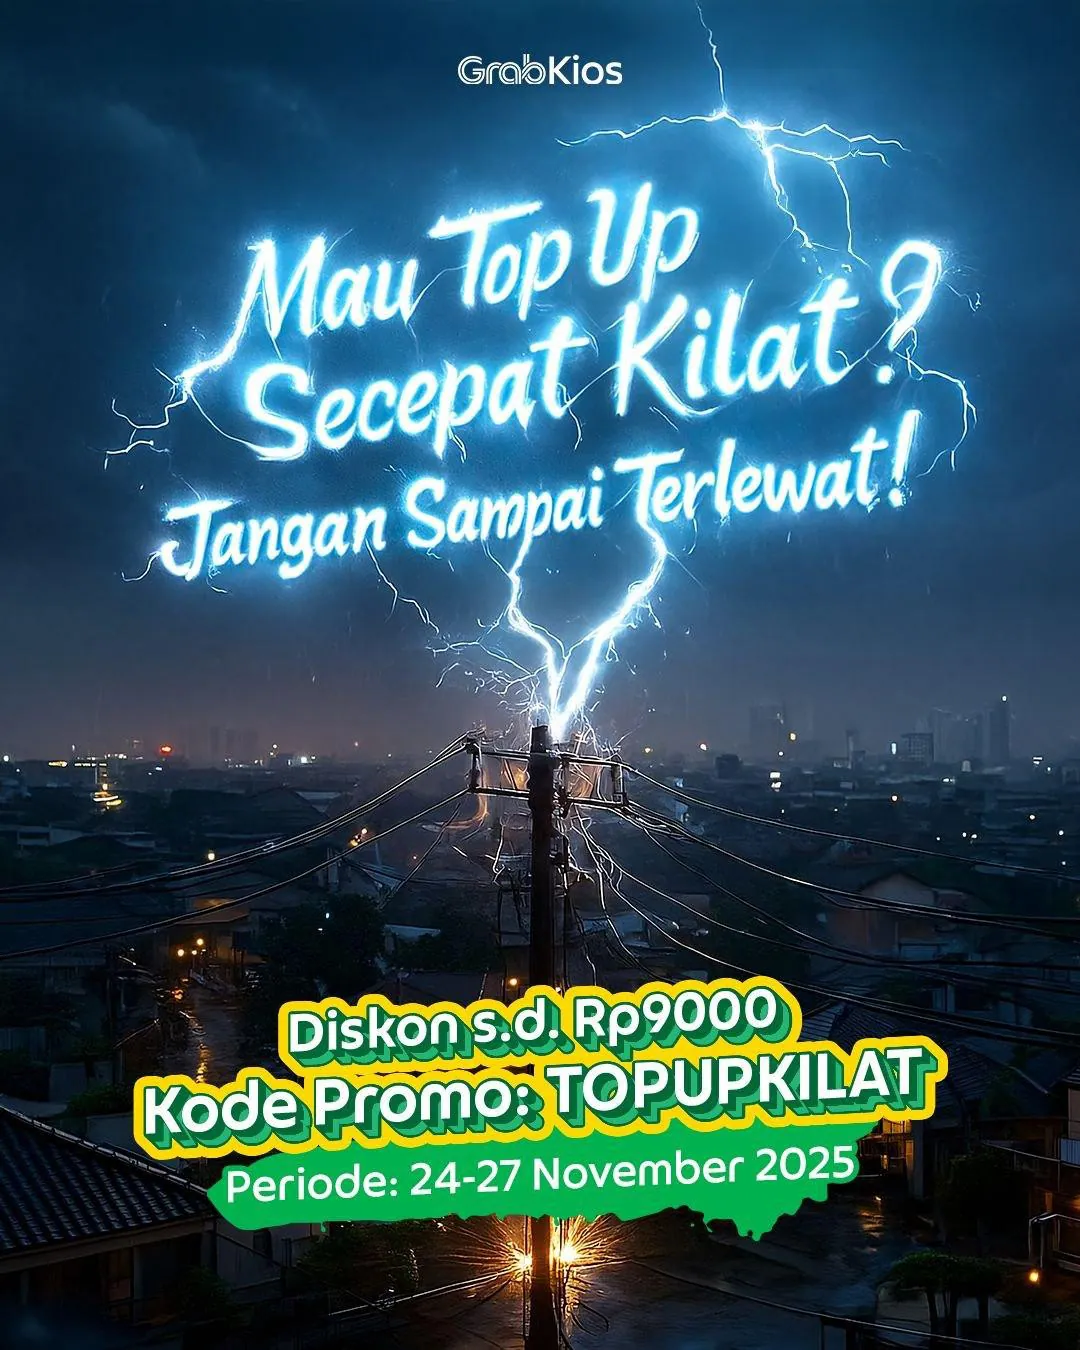 GrabKios
Mau Top Up
Secepat Kilat?
Jangan Sampai Terlewat!
Diskon s.d. Rp9000
Kode Promo: TOPUPKILAT
Periode: 24-27 November 2025